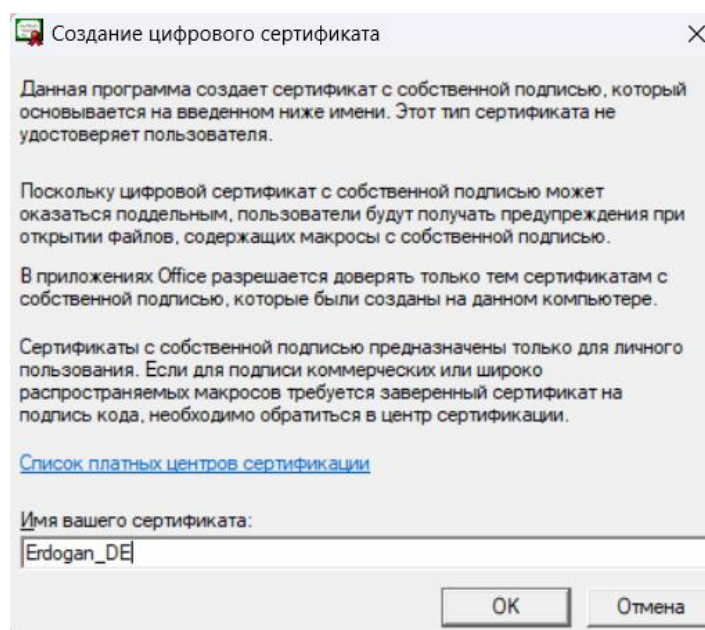 Создание цифрового сертификата
Данная программа создает сертификат с собственной подписью, который
основывается на введенном ниже имени. Этот тип сертификата не
удостоверяет пользователя.
Поскольку цифровой сертификат с собственной подписью может
оказаться поддельным, пользователи будут получать предупреждения при
открытии файлов, содержащих макросы с собственной подписью.
В приложениях Office разрешается доверять только тем сертификатам с
собственной подписью, которые были созданы на данном компьютере.
Сертификаты с собственной подписью предназначены только для личного
пользования. Если для подписи коммерческих или широко
распространяемых макросов требуется заверенный сертификат на
подпись кода, необходимо обратиться в центр сертификации.
Список платных центров сертификации
Имя вашего сертификата:
Erdogan_DE
OK Отмена